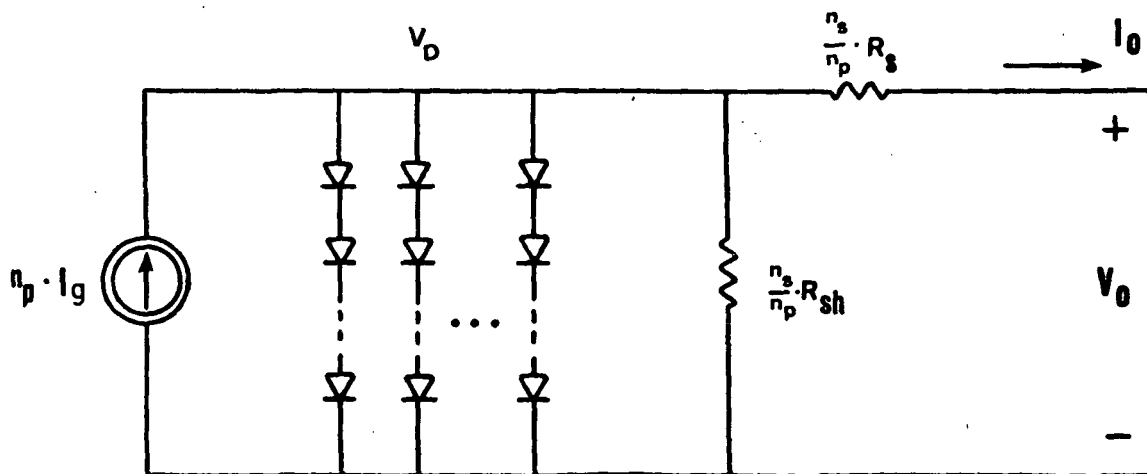 V_D
n_s/n_p · R_s
I_0
+
n_p · I_g
...
n_s/n_p · R_sh
V_0
−